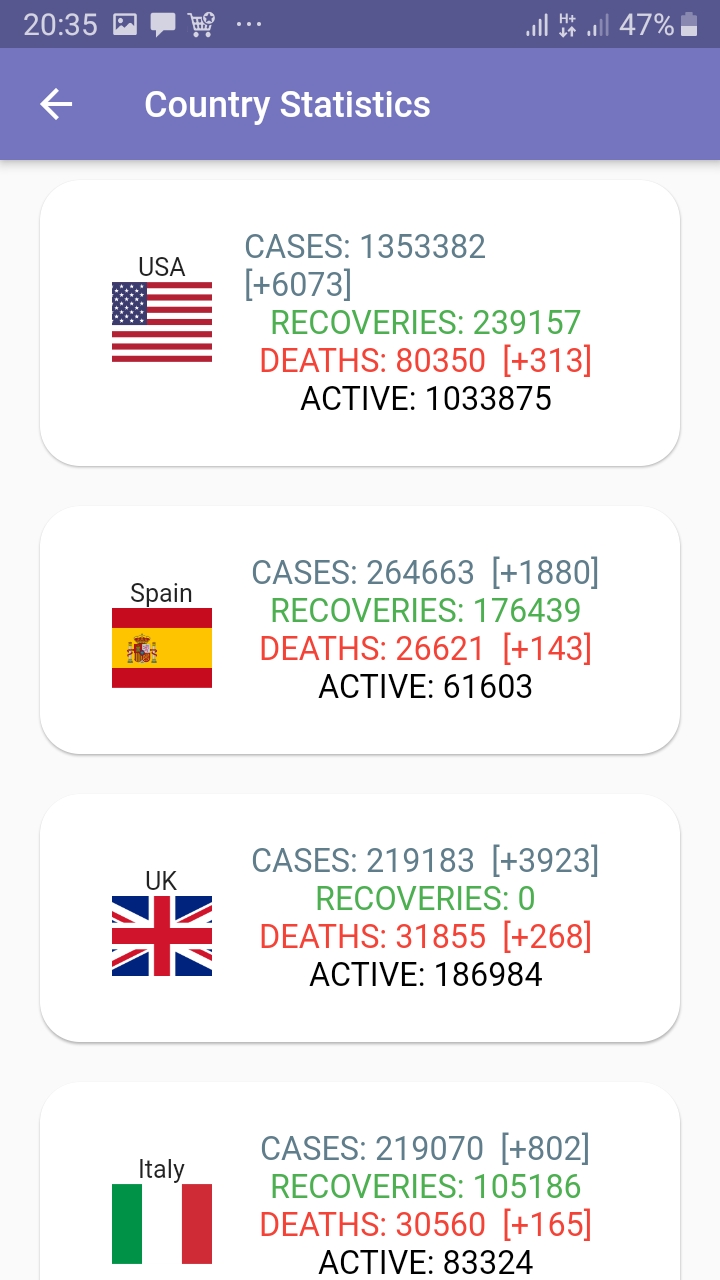 20:35 ... H+ 47%
Country Statistics
USA
CASES: 1353382
[+6073]
RECOVERIES: 239157
DEATHS: 80350 [+313]
ACTIVE: 1033875
Spain
CASES: 264663 [+1880]
RECOVERIES: 176439
DEATHS: 26621 [+143]
ACTIVE: 61603
UK
CASES: 219183 [+3923]
RECOVERIES: 0
DEATHS: 31855 [+268]
ACTIVE: 186984
Italy
CASES: 219070 [+802]
RECOVERIES: 105186
DEATHS: 30560 [+165]
ACTIVE: 83324